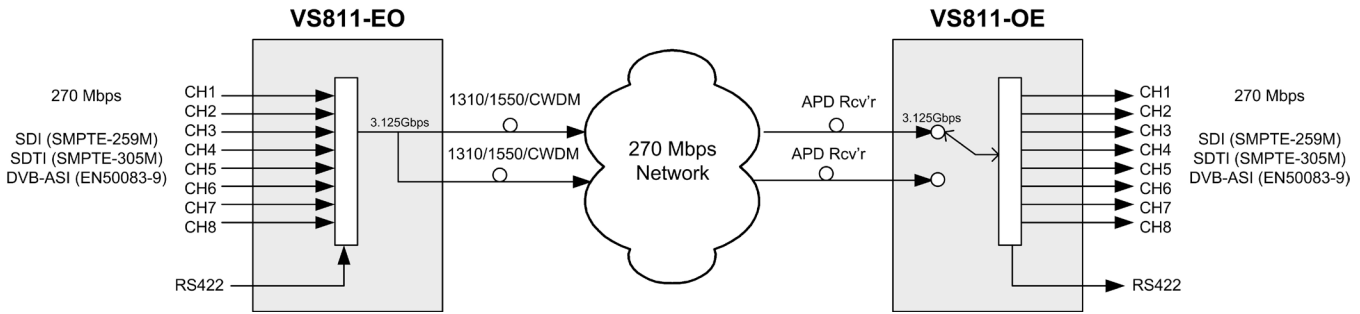 VS811-EO
VS811-OE
270 Mbps
SDI (SMPTE-259M)
SDTI (SMPTE-305M)
DVB-ASI (EN50083-9)
CH1
CH2
CH3
CH4
CH5
CH6
CH7
CH8
RS422
3.125Gbps
1310/1550/CWDM
1310/1550/CWDM
270 Mbps
Network
APD Rcv'r
APD Rcv'r
3.125Gbps
CH1
CH2
CH3
CH4
CH5
CH6
CH7
CH8
RS422
270 Mbps
SDI (SMPTE-259M)
SDTI (SMPTE-305M)
DVB-ASI (EN50083-9)